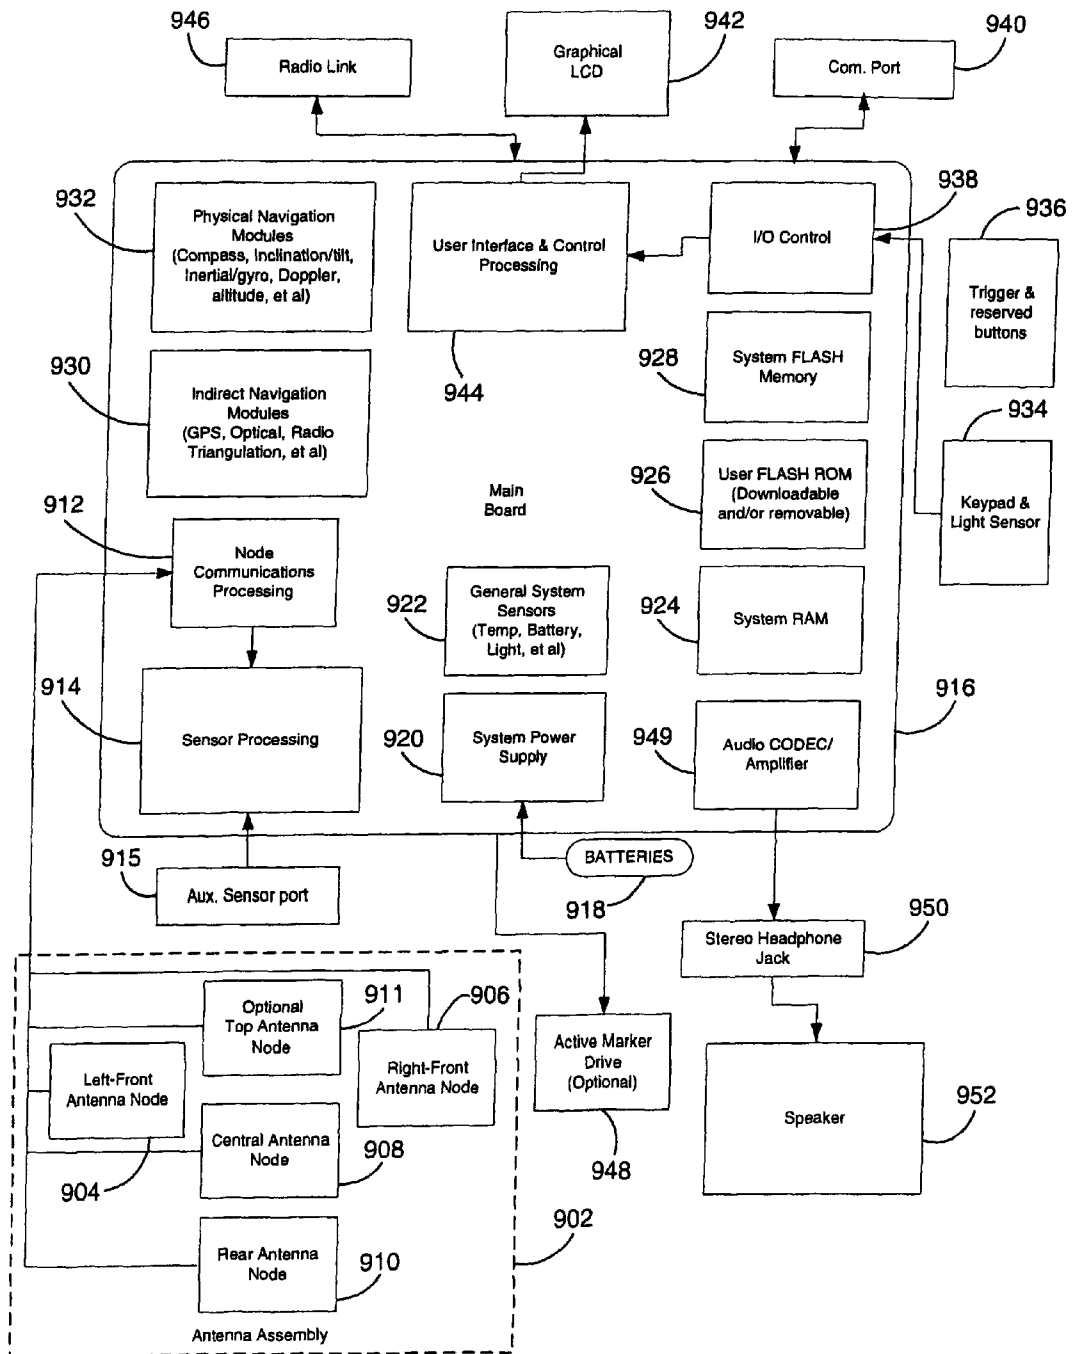 946
942
940
Radio Link
Graphical
LCD
Com. Port
932
Physical Navigation
Modules
(Compass, Inclination/tilt,
Inertial/gyro, Doppler,
altitude, et al)
User Interface & Control
Processing
I/O Control
938
936
Trigger &
reserved
buttons
930
Indirect Navigation
Modules
(GPS, Optical, Radio
Triangulation, et al)
944
928
System FLASH
Memory
934
Keypad &
Light Sensor
926
User FLASH ROM
(Downloadable
and/or removable)
Main
Board
912
Node
Communications
Processing
922
General System
Sensors
(Temp, Battery,
Light, et al)
924
System RAM
914
Sensor Processing
920
System Power
Supply
949
Audio CODEC/
Amplifier
916
915
Aux. Sensor port
BATTERIES
918
950
Stereo Headphone
Jack
911
906
Optional
Top Antenna
Node
Left-Front
Antenna Node
Right-Front
Antenna Node
Active Marker
Drive
(Optional)
Speaker
952
904
Central Antenna
Node
908
948
902
Rear Antenna
Node
910
Antenna Assembly